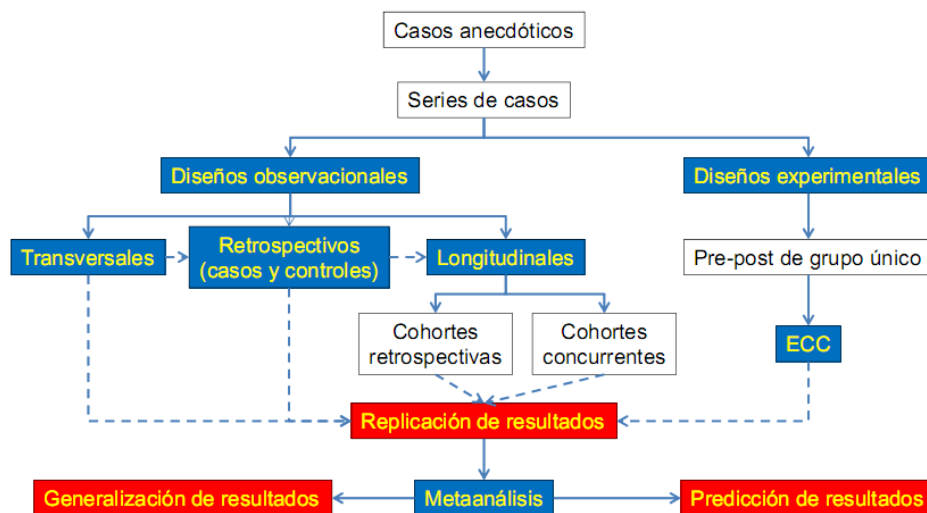 Casos anecdóticos
Series de casos
Diseños observacionales
Diseños experimentales
Transversales
Retrospectivos
(casos y controles)
Longitudinales
Pre-post de grupo único
Cohortes
retrospectivas
Cohortes
concurrentes
ECC
Replicación de resultados
Generalización de resultados
Metaanálisis
Predicción de resultados